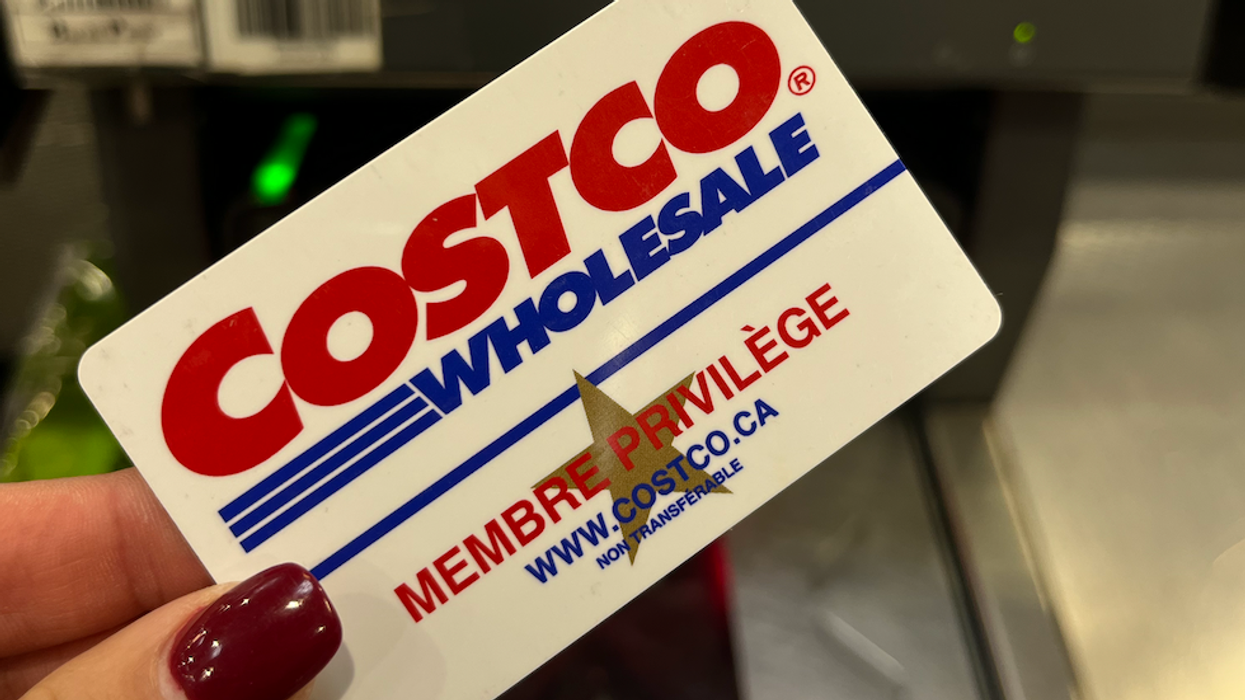 COSTCO®
WHOLESALE
MEMBRE PRIVILÈGE
WWW.COSTCO.CA
NON TRANSFÉRABLE